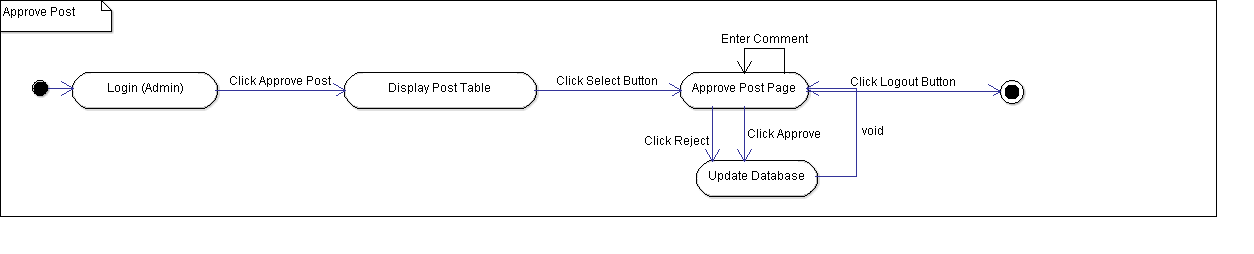 Approve Post
Enter Comment
Login (Admin)
Click Approve Post
Display Post Table
Click Select Button
Approve Post Page
Click Logout Button
Click Reject
Click Approve
void
Update Database